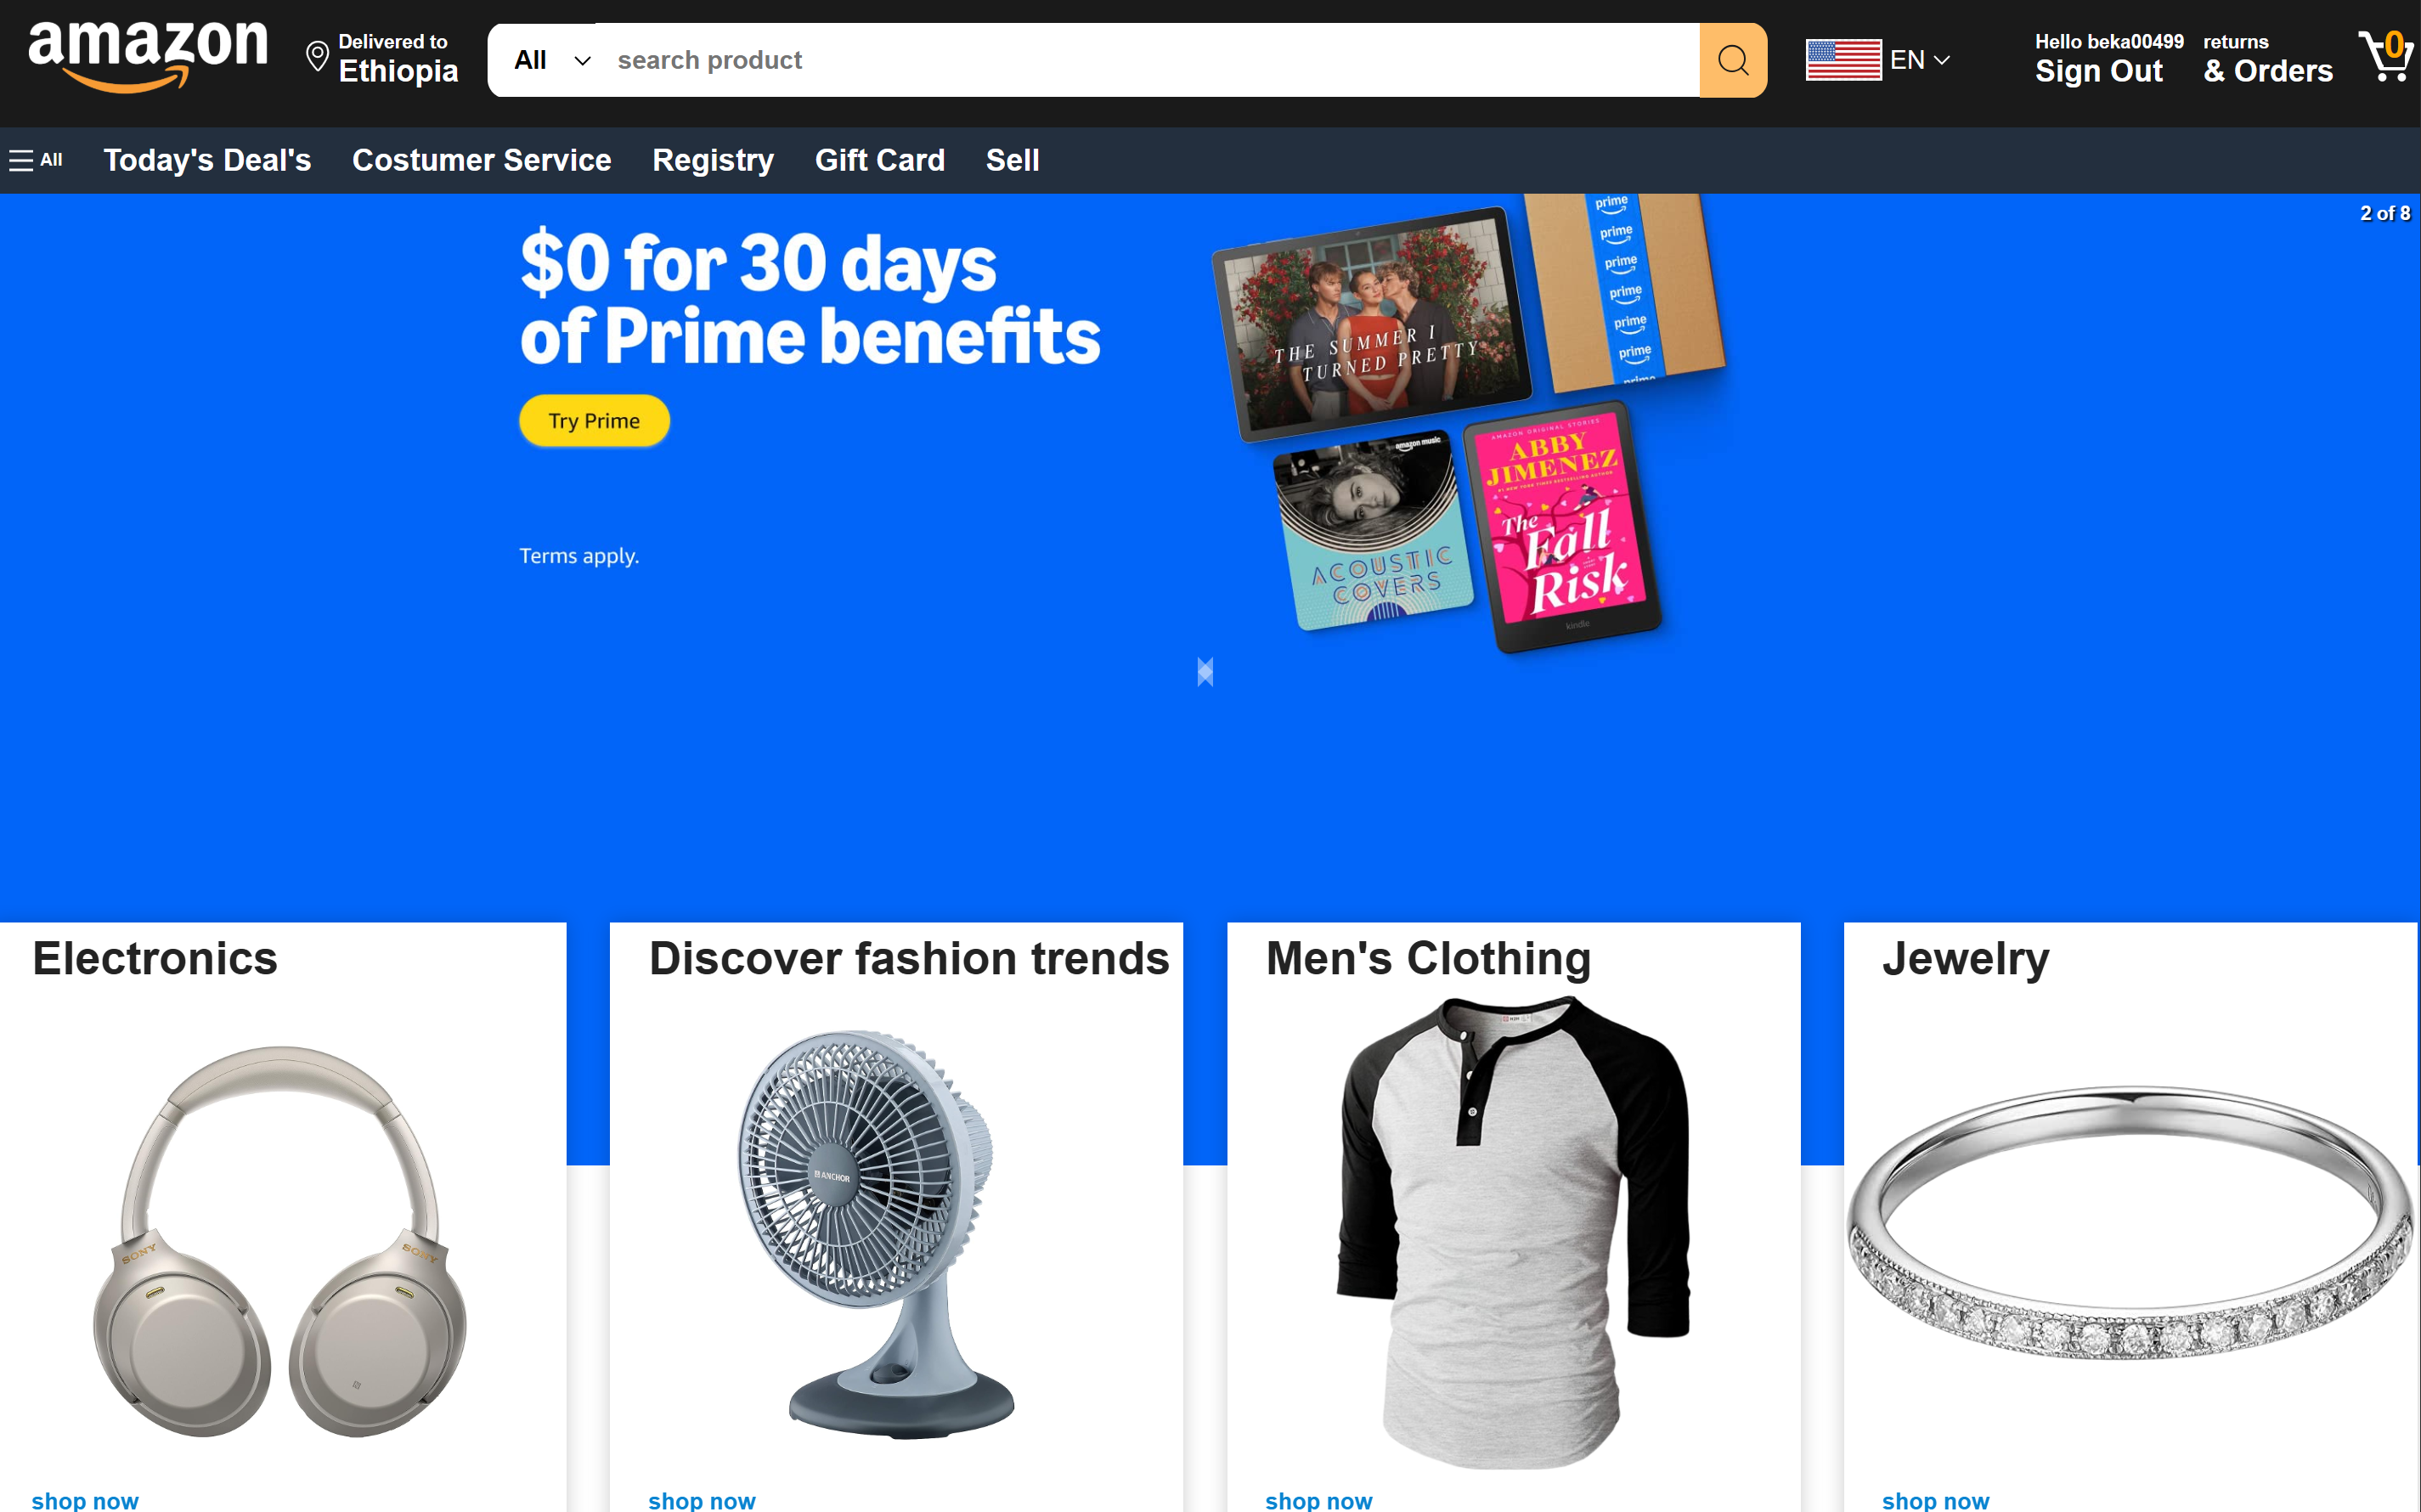 amazon
Delivered to
Ethiopia
All
search product
EN
Hello beka00499
Sign Out
returns
& Orders
0
All
Today's Deal's
Costumer Service
Registry
Gift Card
Sell
2 of 8
$0 for 30 days
of Prime benefits
Try Prime
Terms apply.
THE SUMMER I
TURNED PRETTY
prime
prime
prime
prime
prime
prime
prime
amazon music
ACOUSTIC
COVERS
AMAZON ORIGINAL STORIES
ABBY
JIMENEZ
The
Fall
Risk
kindle
Electronics
SONY
SONY
shop now
Discover fashion trends
ANCHOR
shop now
Men's Clothing
shop now
Jewelry
shop now